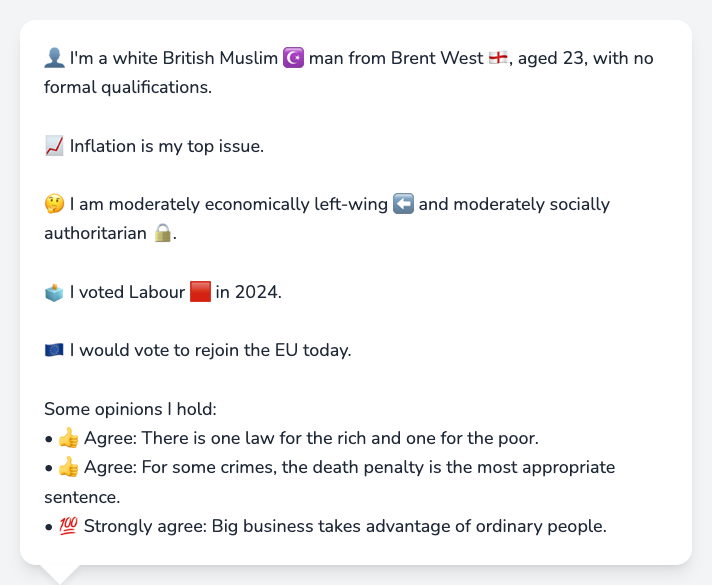 👤 I'm a white British Muslim ☪️ man from Brent West 🏴󠁧󠁢󠁥󠁮󠁧󠁿, aged 23, with no
formal qualifications.
📈 Inflation is my top issue.
🤔 I am moderately economically left-wing ⬅️ and moderately socially
authoritarian 🔒.
🗳️ I voted Labour 🟥 in 2024.
🇪🇺 I would vote to rejoin the EU today.
Some opinions I hold:
• 👍 Agree: There is one law for the rich and one for the poor.
• 👍 Agree: For some crimes, the death penalty is the most appropriate
sentence.
• 💯 Strongly agree: Big business takes advantage of ordinary people.